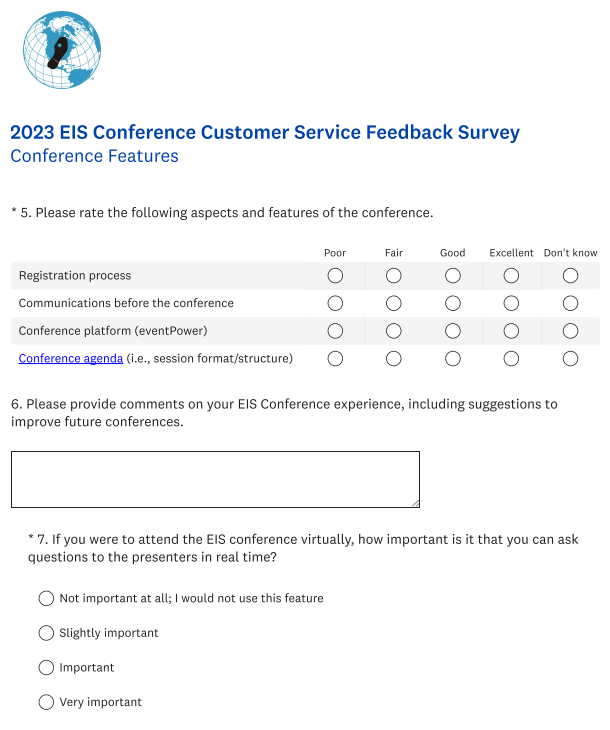 2023 EIS Conference Customer Service Feedback Survey
Conference Features
* 5. Please rate the following aspects and features of the conference.
Poor Fair Good Excellent Don't know
Registration process
Communications before the conference
Conference platform (eventPower)
Conference agenda (i.e., session format/structure)
6. Please provide comments on your EIS Conference experience, including suggestions to
improve future conferences.
* 7. If you were to attend the EIS conference virtually, how important is it that you can ask
questions to the presenters in real time?
Not important at all; I would not use this feature
Slightly important
Important
Very important